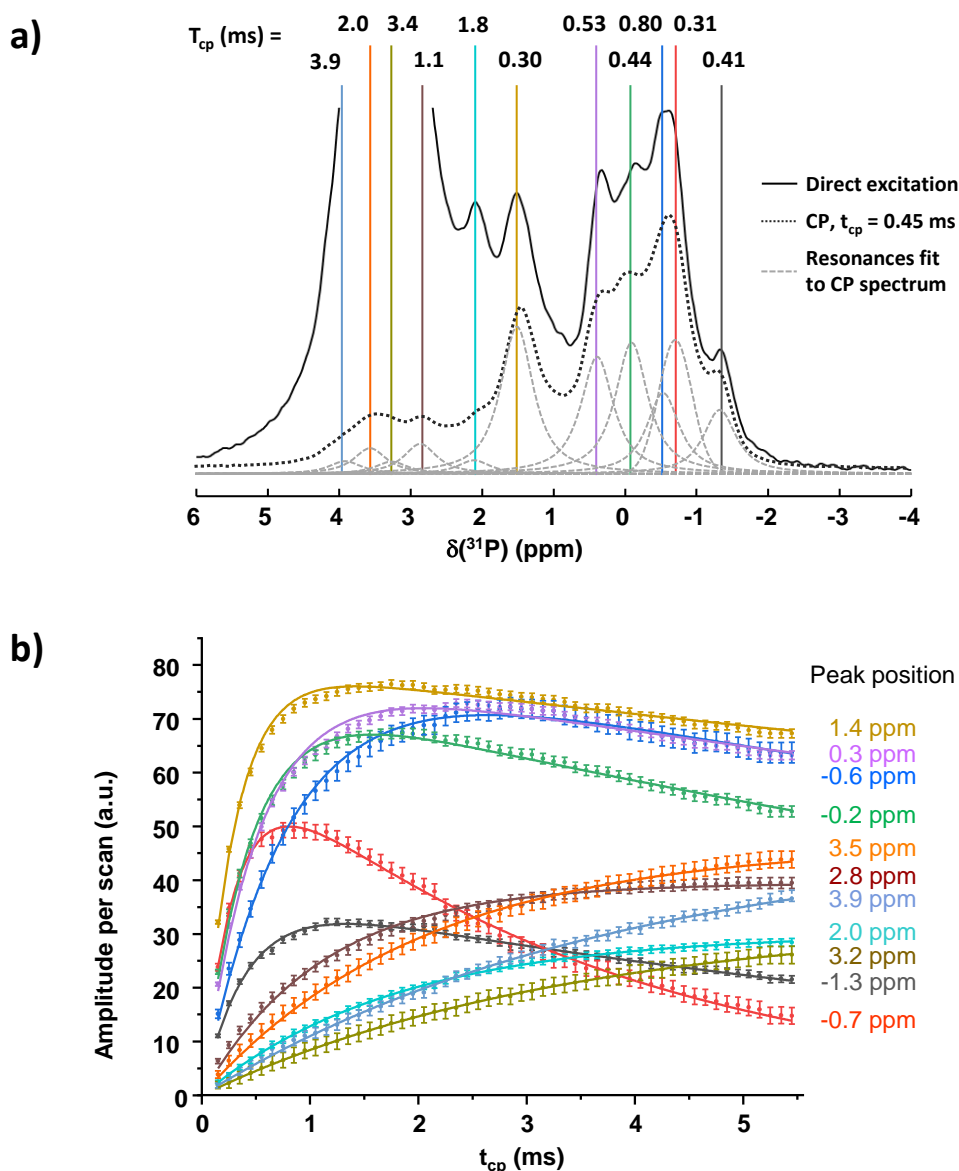 a)
T_cp (ms) =
2.0 3.4 1.8 0.53 0.80 0.31
3.9 1.1 0.30 0.44 0.41
Direct excitation
CP, t_cp = 0.45 ms
Resonances fit
to CP spectrum
6 5 4 3 2 1 0 -1 -2 -3 -4
δ(³¹P) (ppm)
b)
Peak position
80
70
60
50
40
30
20
10
0
Amplitude per scan (a.u.)
1.4 ppm
0.3 ppm
-0.6 ppm
-0.2 ppm
3.5 ppm
2.8 ppm
3.9 ppm
2.0 ppm
3.2 ppm
-1.3 ppm
-0.7 ppm
0 1 2 3 4 5
t_cp (ms)